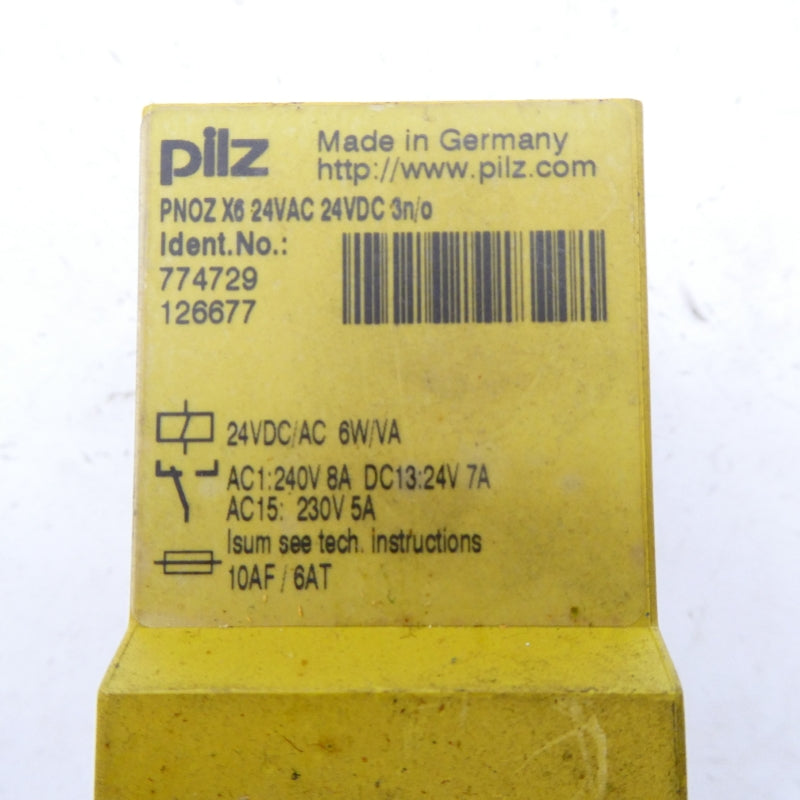 pilz
Made in Germany
http://www.pilz.com
PNOZ X6 24VAC 24VDC 3n/o
Ident.No.:
774729
126677
24VDC/AC 6W/VA
AC1:240V 8A DC13:24V 7A
AC15: 230V 5A
Isum see tech. instructions
10AF / 6AT